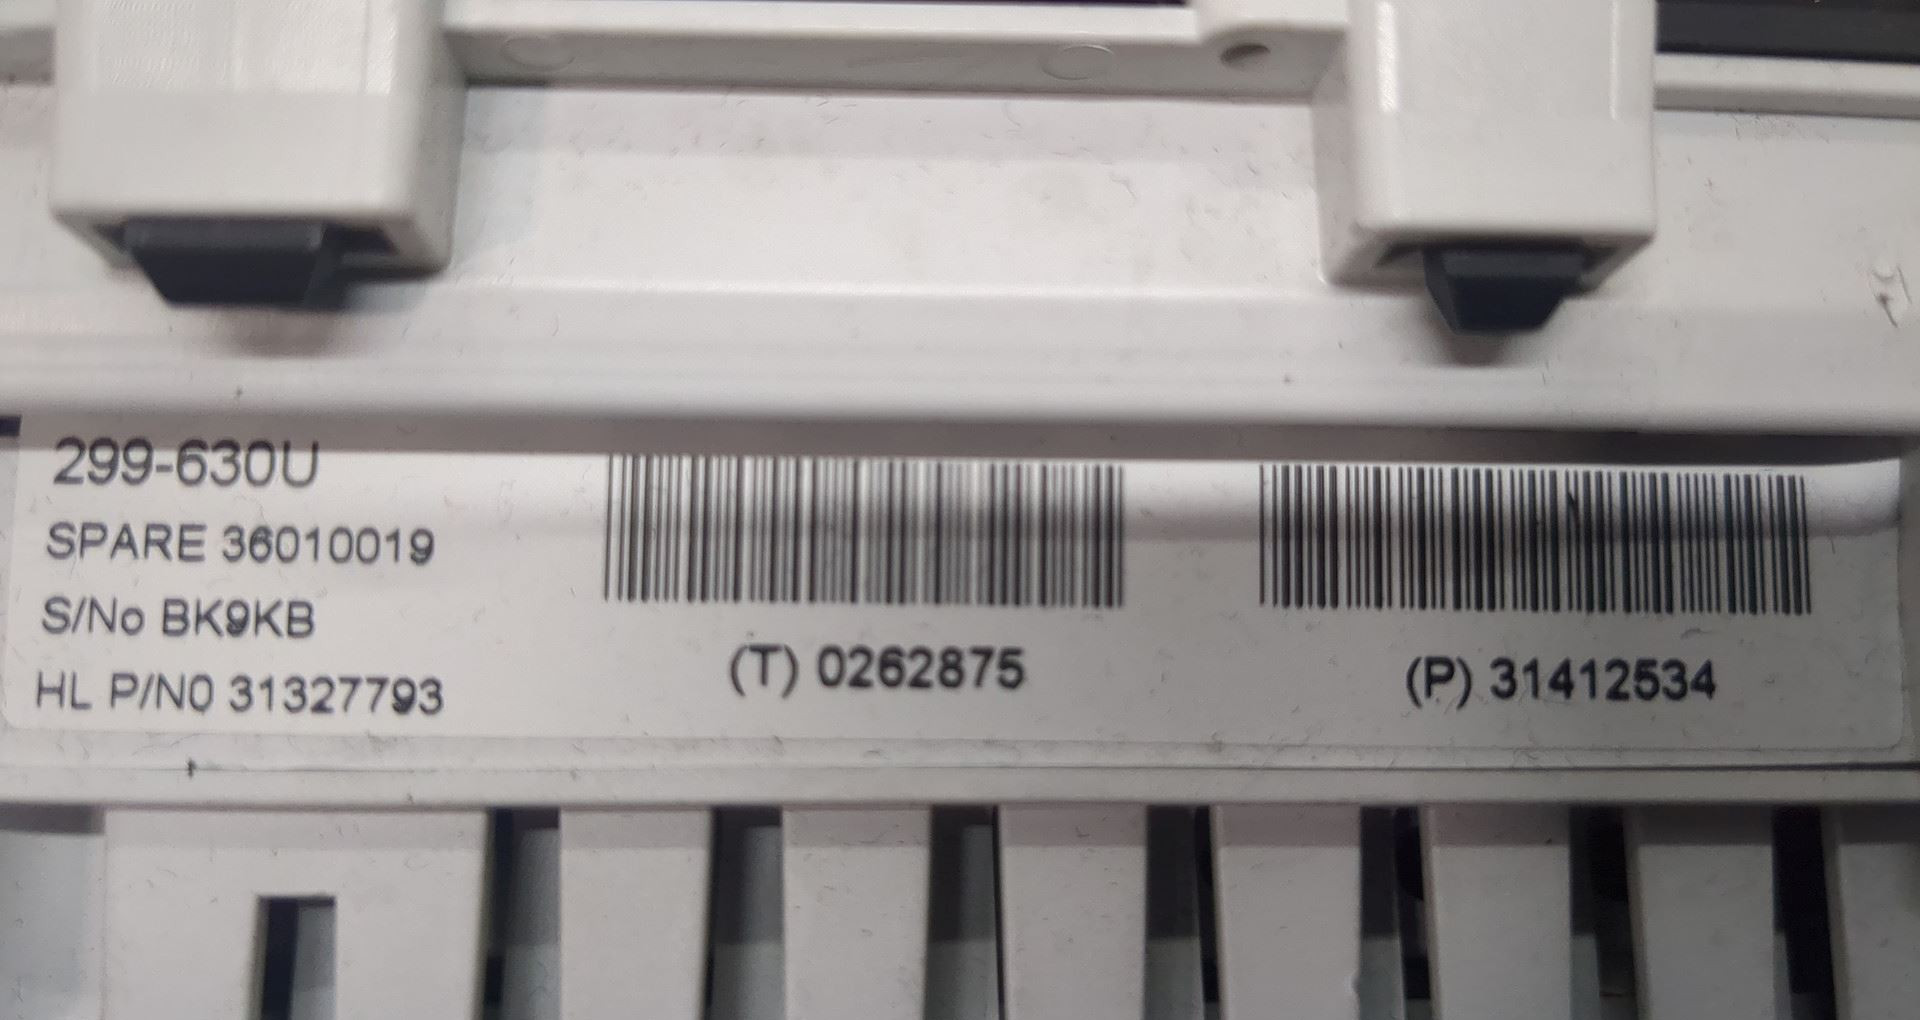 299-630U
SPARE 36010019
S/No BK9KB
HL P/N0 31327793
(T) 0262875
(P) 31412534